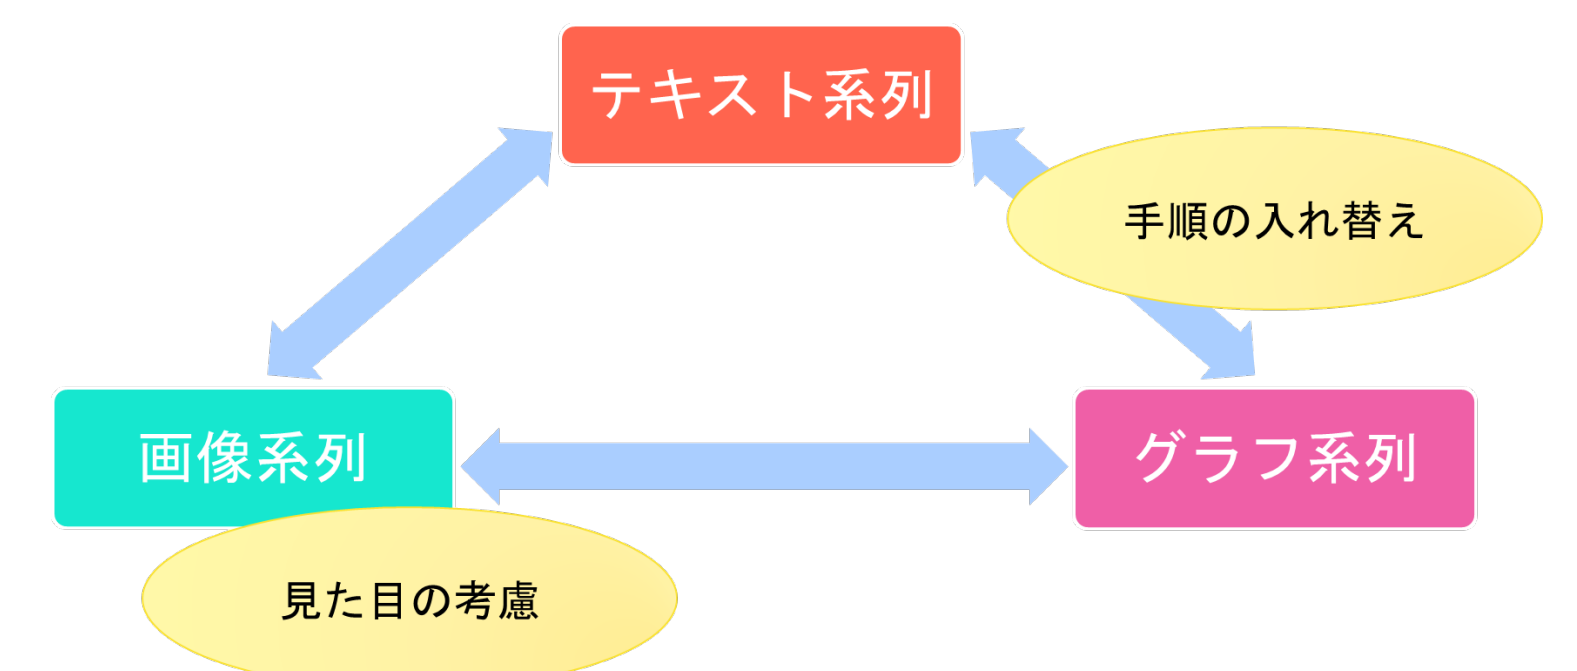 テキスト系列
手順の入れ替え
画像系列
グラフ系列
見た目の考慮